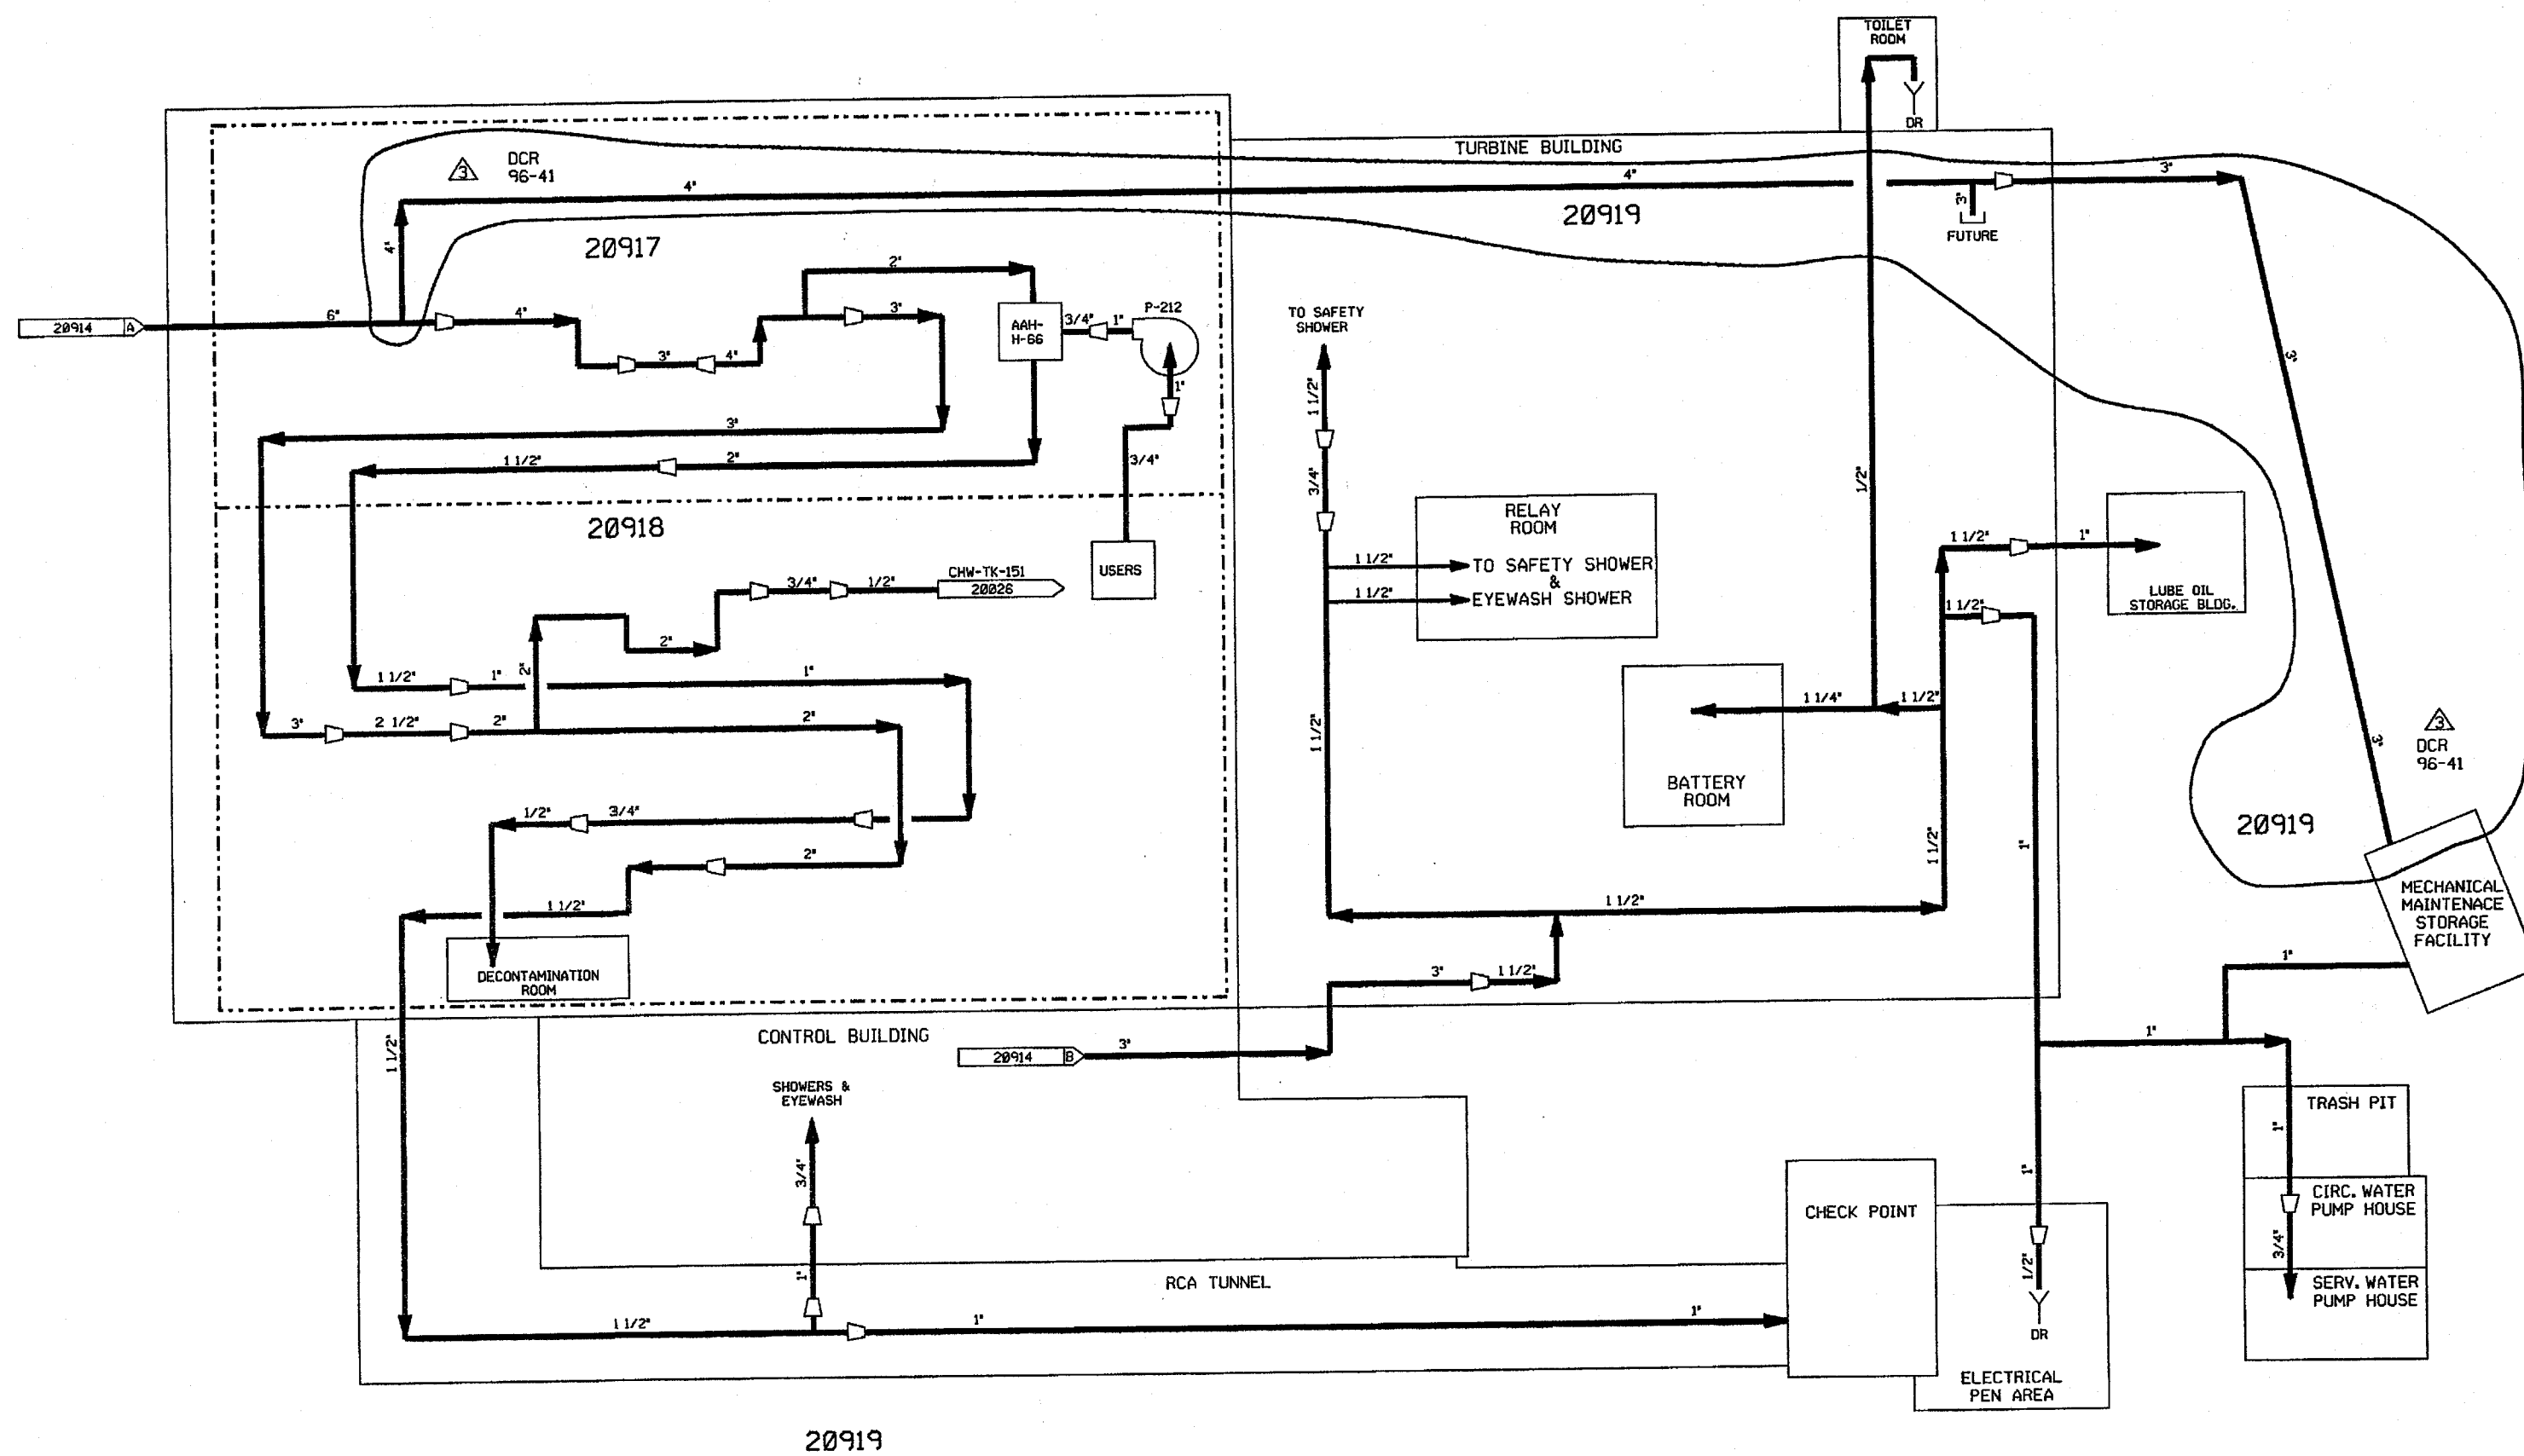 TOILET
ROOM
DR
TURBINE BUILDING
3
DCR
96-41
4"
4"
3"
4"
20917
20919
3"
FUTURE
2"
20914 A
6"
4"
3"
P-212
AAH-
H-66
3/4"
1"
3"
4"
1"
TO SAFETY
SHOWER
1 1/2"
3"
3"
1 1/2"
2"
3/4"
3/4"
1/2"
20918
RELAY
ROOM
1 1/2"
TO SAFETY SHOWER
&
1 1/2"
EYEWASH SHOWER
1 1/2"
1"
LUBE OIL
STORAGE BLDG.
1 1/2"
CHW-TK-151
20026
3/4"
1/2"
USERS
2"
2"
1 1/2"
1"
1"
3"
2 1/2"
2"
2"
1 1/2"
1 1/4"
1 1/2"
BATTERY
ROOM
3"
3
DCR
96-41
20919
1/2"
3/4"
2"
1 1/2"
1"
1 1/2"
1 1/2"
MECHANICAL
MAINTENACE
STORAGE
FACILITY
DECONTAMINATION
ROOM
3"
1 1/2"
1"
1 1/2"
CONTROL BUILDING
20914 B
3"
1"
SHOWERS &
EYEWASH
TRASH PIT
1"
3/4"
1"
CIRC. WATER
PUMP HOUSE
CHECK POINT
3/4"
1"
1/2"
RCA TUNNEL
SERV. WATER
PUMP HOUSE
1 1/2"
1"
1"
DR
ELECTRICAL
PEN AREA
20919